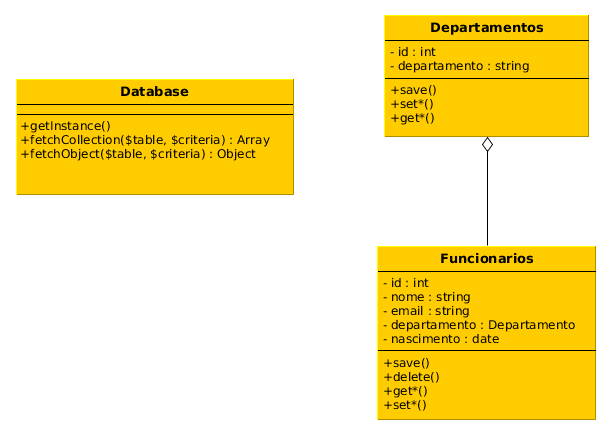 Database
+getInstance()
+fetchCollection($table, $criteria) : Array
+fetchObject($table, $criteria) : Object
Departamentos
- id : int
- departamento : string
+save()
+set*()
+get*()
Funcionarios
- id : int
- nome : string
- email : string
- departamento : Departamento
- nascimento : date
+save()
+delete()
+get*()
+set*()